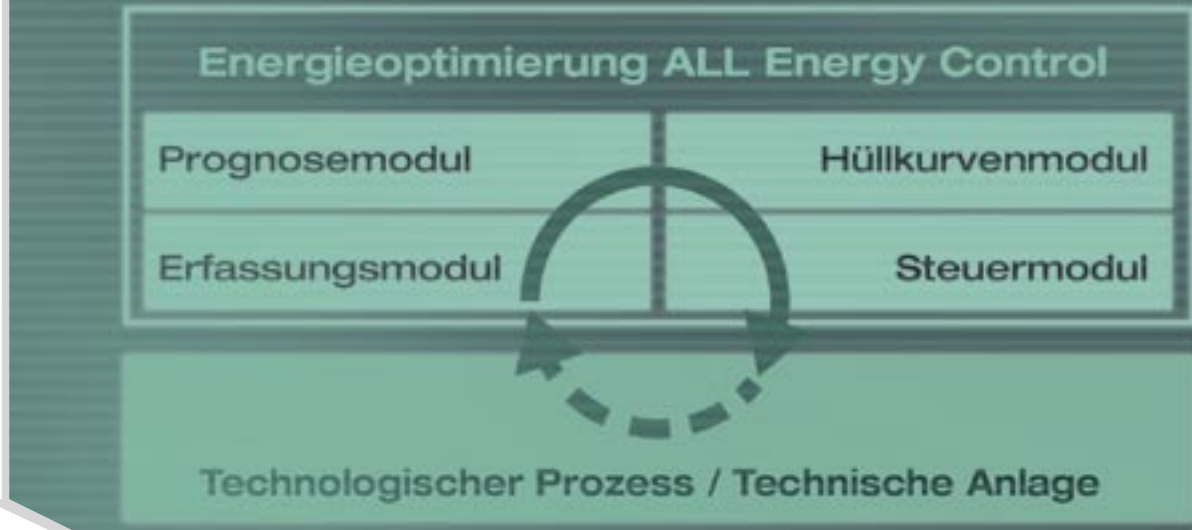 Energieoptimierung ALL Energy Control
Prognosemodul
Hüllkurvenmodul
Erfassungsmodul
Steuermodul
Technologischer Prozess / Technische Anlage